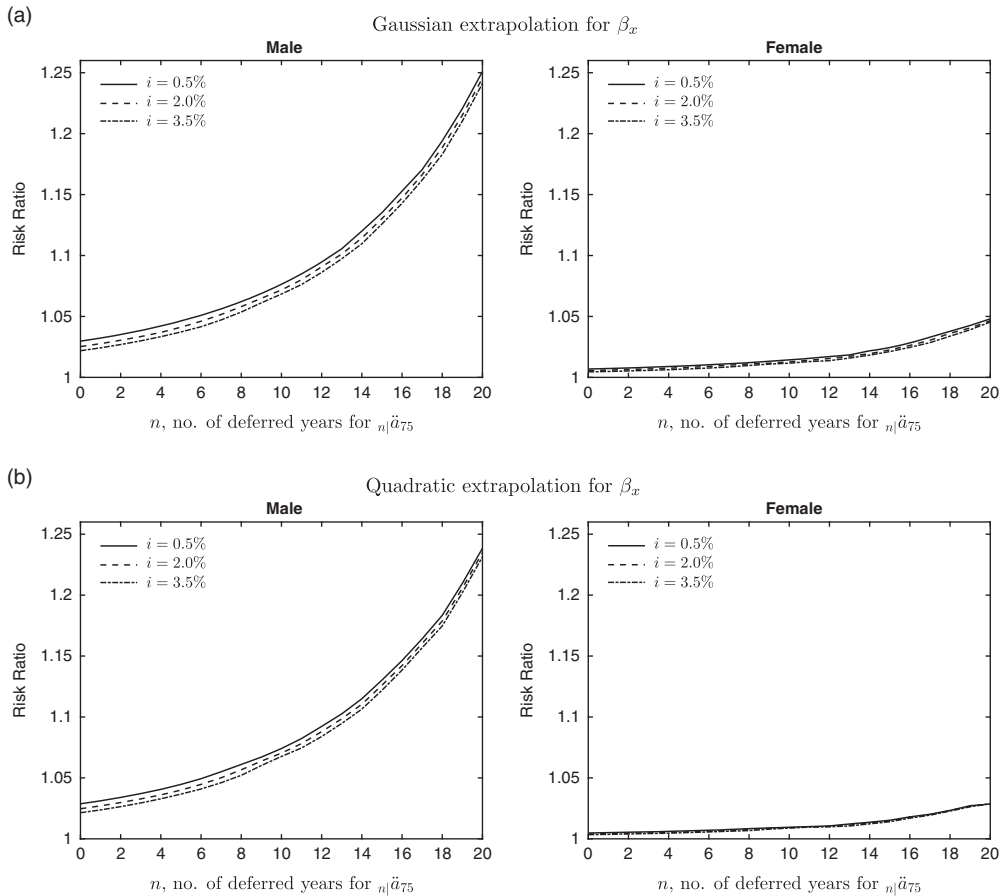 (a)
Gaussian extrapolation for βₓ
Male
Female
1.25
1.2
1.15
1.1
1.05
1
Risk Ratio
i = 0.5%
i = 2.0%
i = 3.5%
0 2 4 6 8 10 12 14 16 18 20
n, no. of deferred years for ₙ|ä₇₅
1.25
1.2
1.15
1.1
1.05
1
Risk Ratio
i = 0.5%
i = 2.0%
i = 3.5%
0 2 4 6 8 10 12 14 16 18 20
n, no. of deferred years for ₙ|ä₇₅
(b)
Quadratic extrapolation for βₓ
Male
Female
1.25
1.2
1.15
1.1
1.05
1
Risk Ratio
i = 0.5%
i = 2.0%
i = 3.5%
0 2 4 6 8 10 12 14 16 18 20
n, no. of deferred years for ₙ|ä₇₅
1.25
1.2
1.15
1.1
1.05
1
Risk Ratio
i = 0.5%
i = 2.0%
i = 3.5%
0 2 4 6 8 10 12 14 16 18 20
n, no. of deferred years for ₙ|ä₇₅